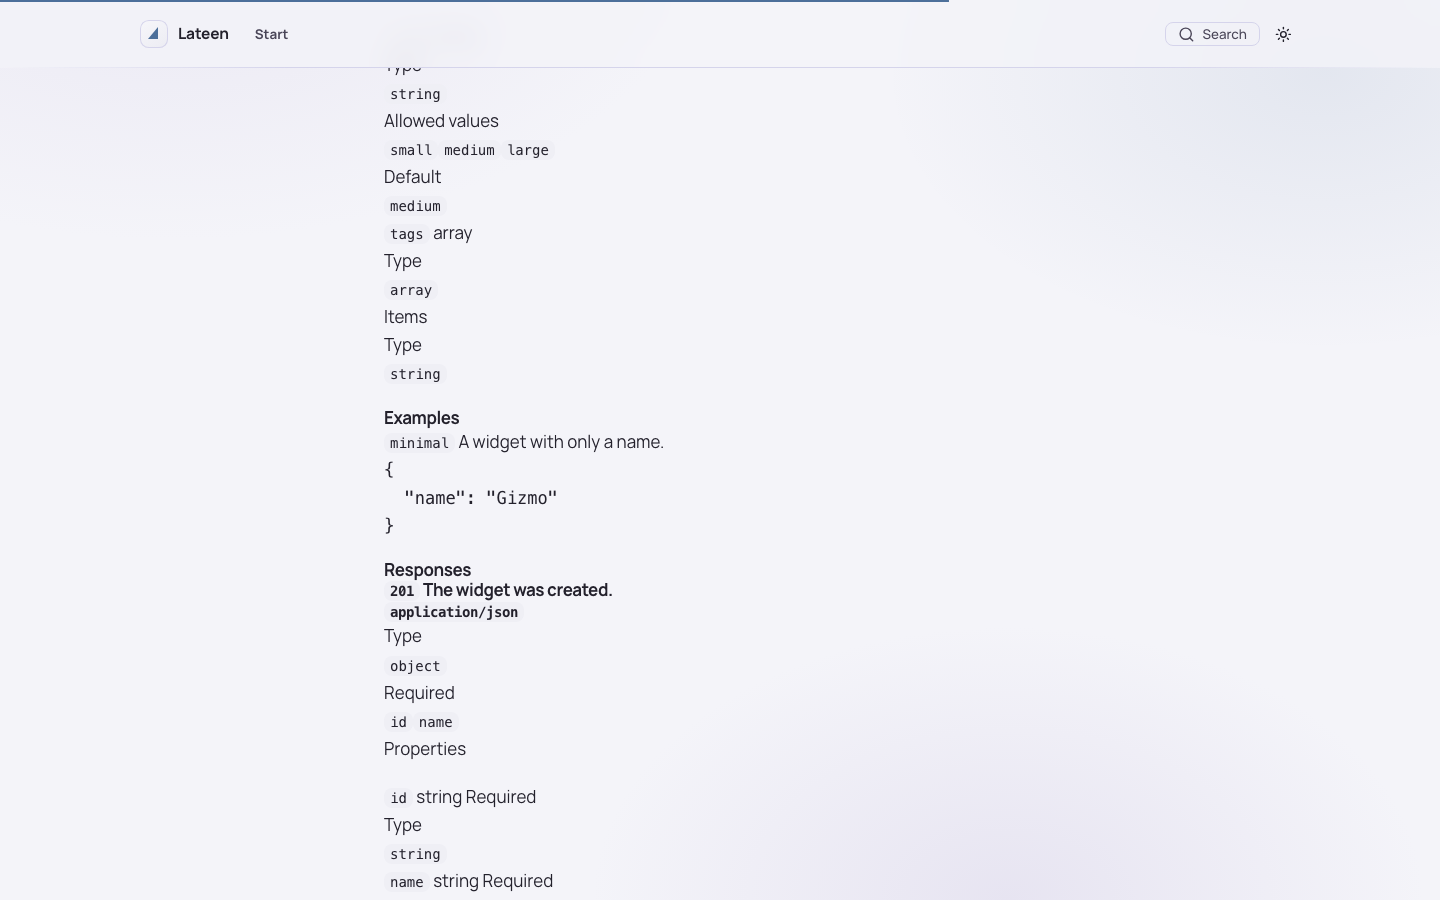 Lateen
Start
Search
Type
string
Allowed values
small medium large
Default
medium
tags array
Type
array
Items
Type
string
Examples
minimal A widget with only a name.
{
  "name": "Gizmo"
}
Responses
201 The widget was created.
application/json
Type
object
Required
id name
Properties
id string Required
Type
string
name string Required